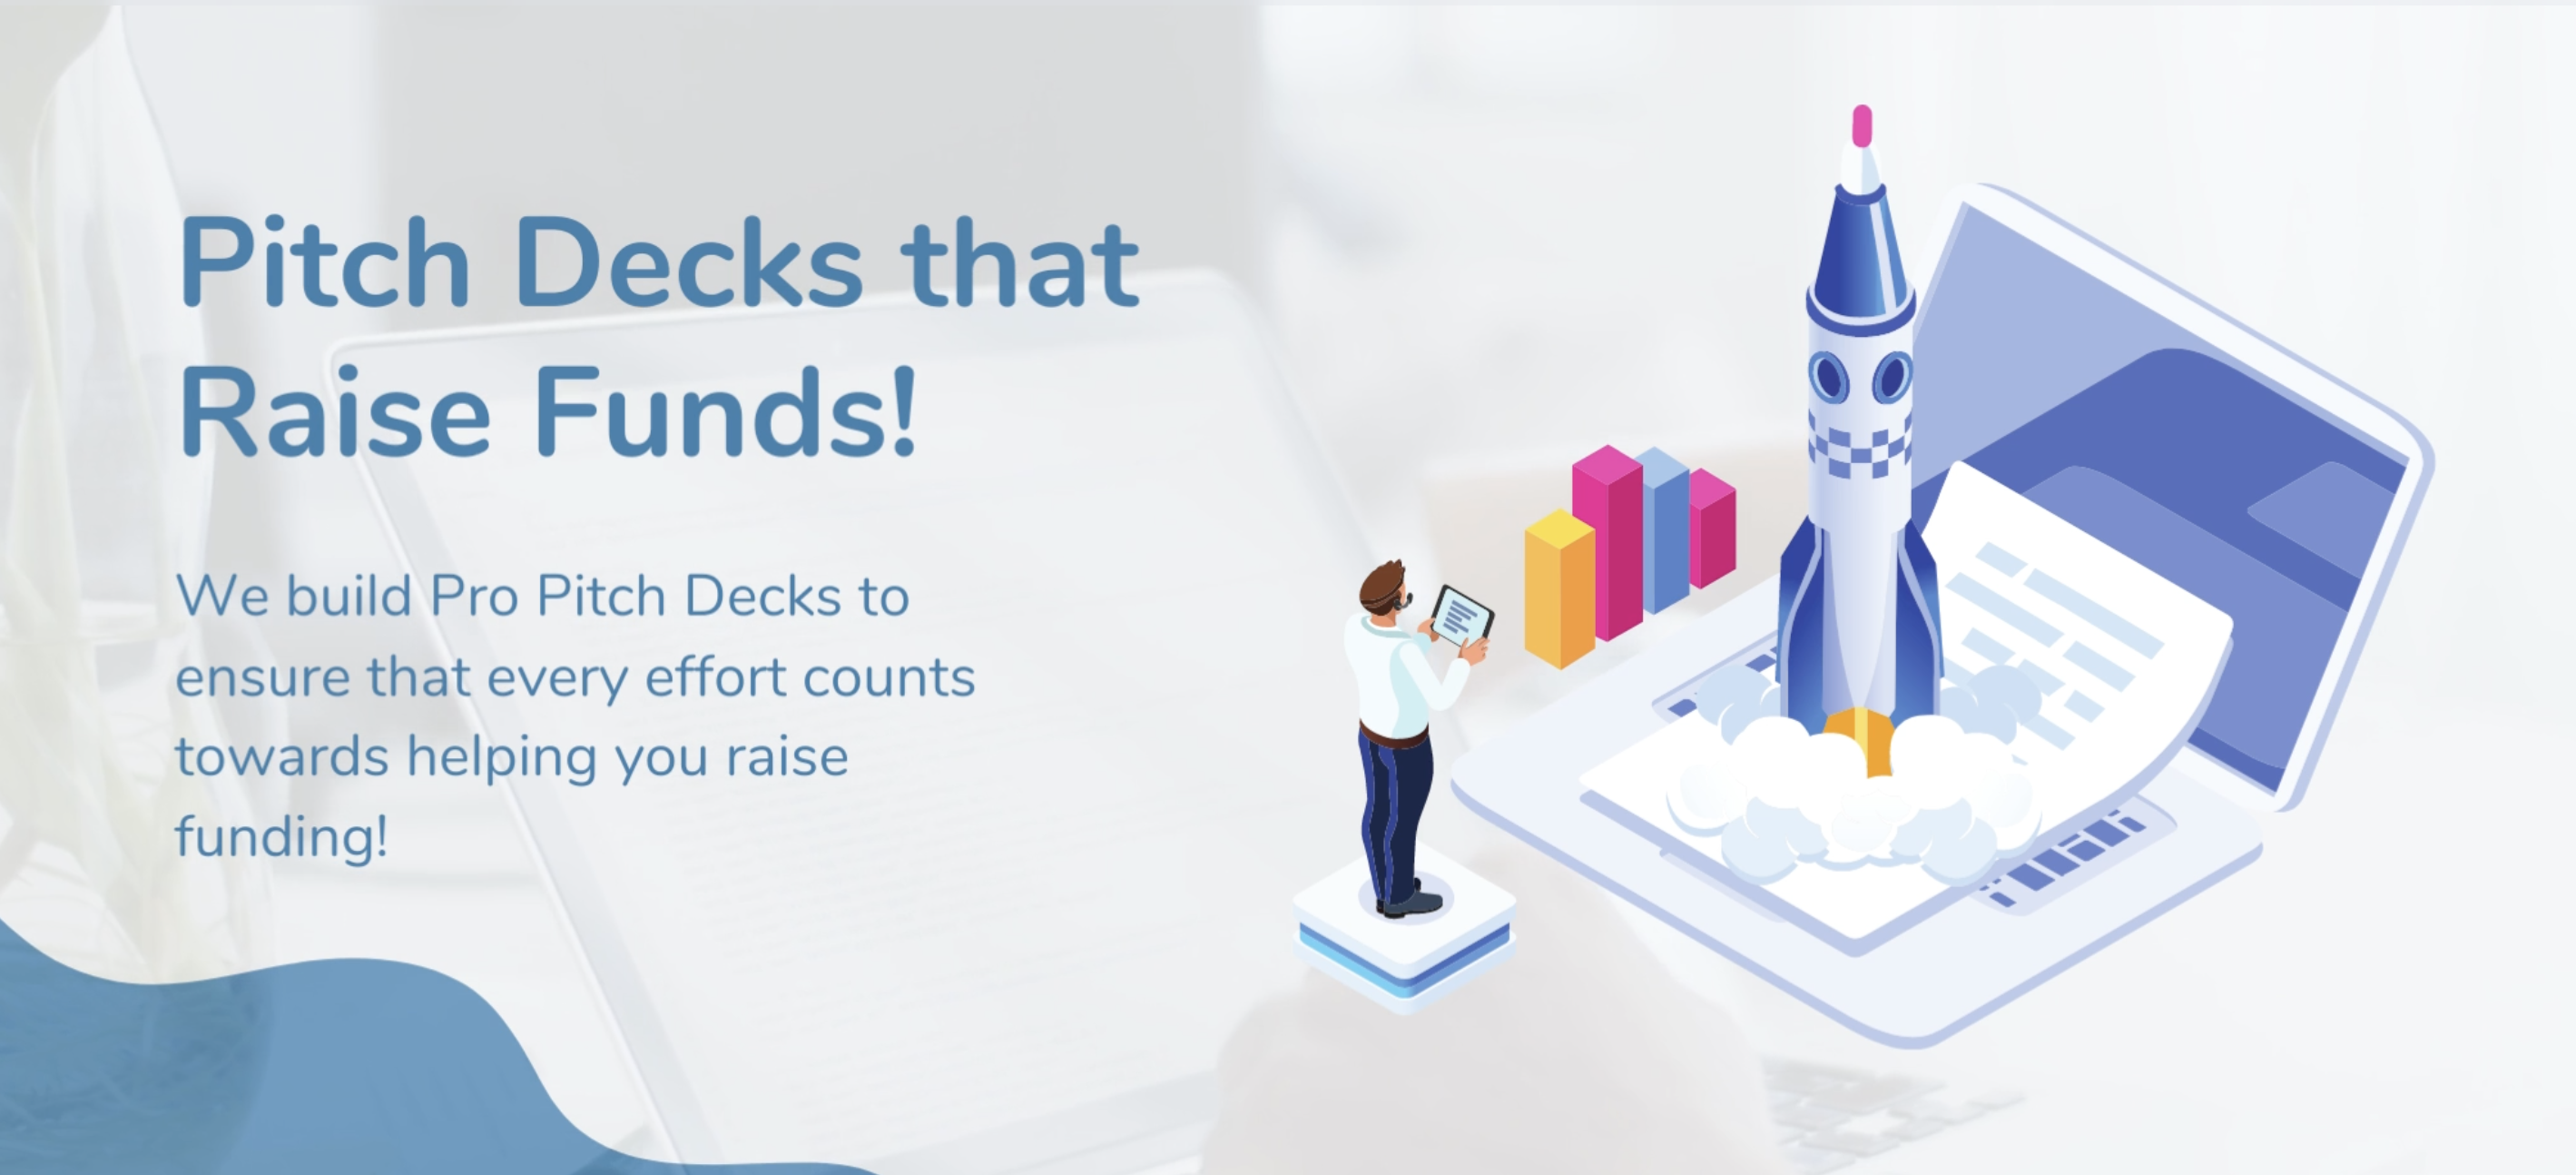 Pitch Decks that
Raise Funds!
We build Pro Pitch Decks to
ensure that every effort counts
towards helping you raise
funding!